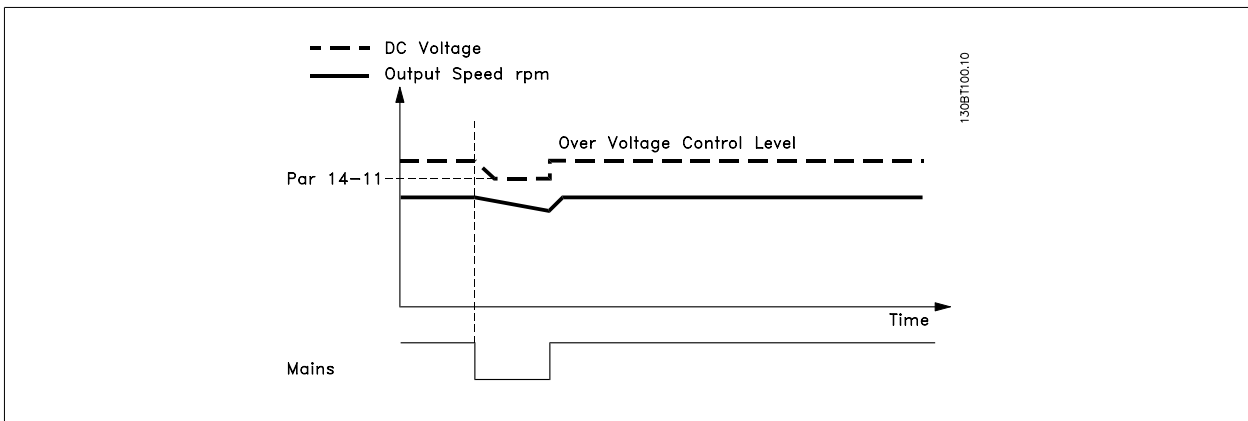 DC Voltage
Output Speed rpm
130BT100.10
Over Voltage Control Level
Par 14-11
Time
Mains